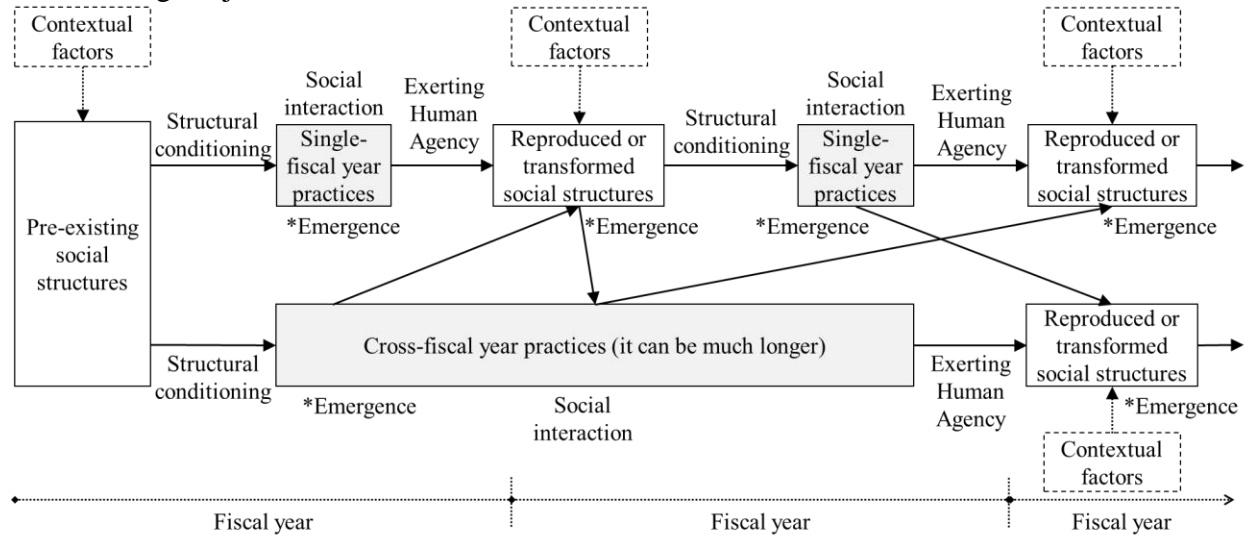 Contextual
factors
Contextual
factors
Contextual
factors
Social
interaction
Exerting
Human
Agency
Social
interaction
Exerting
Human
Agency
Structural
conditioning
Single-
fiscal year
practices
Reproduced or
transformed
social structures
Structural
conditioning
Single-
fiscal year
practices
Reproduced or
transformed
social structures
*Emergence
*Emergence
*Emergence
*Emergence
Pre-existing
social
structures
Structural
conditioning
Cross-fiscal year practices (it can be much longer)
Exerting
Human
Agency
Reproduced or
transformed
social structures
*Emergence
Social
interaction
*Emergence
Contextual
factors
Fiscal year
Fiscal year
Fiscal year